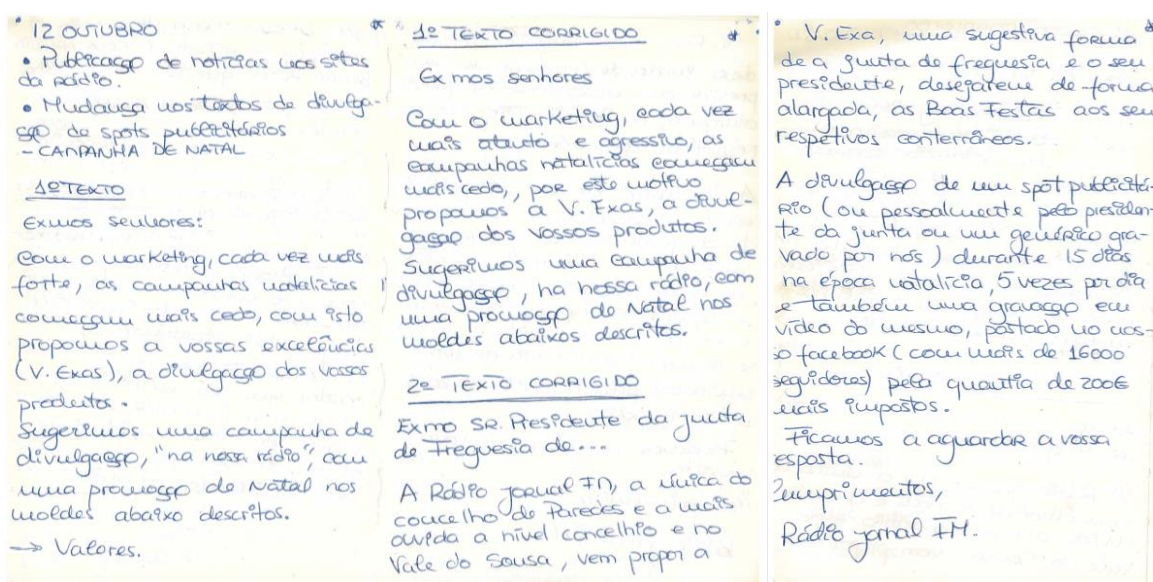 12 OUTUBRO
• Publicação de notícias nos sites
da rádio.
• Mudança nos textos de divulga-
ção de spots publicitários
- CAMPANHA DE NATAL
1º TEXTO
Exmos senhores:
Com o marketing, cada vez mais
forte, as campanhas natalícias
começam mais cedo, com isto
propomos a vossas excelências
(V. Exas), a divulgação dos vossos
produtos.
Sugerimos uma campanha de
divulgação, "na nossa rádio", com
uma promoção de Natal nos
moldes abaixo descritos.
→ Valores.
1º TEXTO CORRIGIDO
Ex mos senhores
Com o marketing, cada vez
mais atento e agressivo, as
campanhas natalícias começam
mais cedo, por este motivo
propomos a V. Exas, a divul-
gação dos vossos produtos.
Sugerimos uma campanha de
divulgação, na nossa rádio, com
uma promoção de Natal nos
moldes abaixos descritos.
2º TEXTO CORRIGIDO
Exmo SR. Presidente da junta
de Freguesia de...
A Rádio jornal FM, a única do
concelho de Paredes e a mais
ouvida a nível concelhio e no
Vale do Sousa, vem propor a
V. Exa, uma sugestiva forma
de a junta de freguesia e o seu
presidente, desejarem de forma
alargada, as Boas Festas aos seu
respetivos conterrâneos.
A divulgação de um spot publicitá-
rio (ou pessoalmente pelo presiden-
te da junta ou um genérico gra-
vado por nós) durante 15 dias
na época natalícia, 5 vezes por dia
e também uma gravação em
vídeo do mesmo, postado no nos-
so facebook (com mais de 16000
seguidores) pela quantia de 200€
mais impostos.
Ficamos a aguardar a vossa
esposta.
Cumprimentos,
Rádio jornal FM.